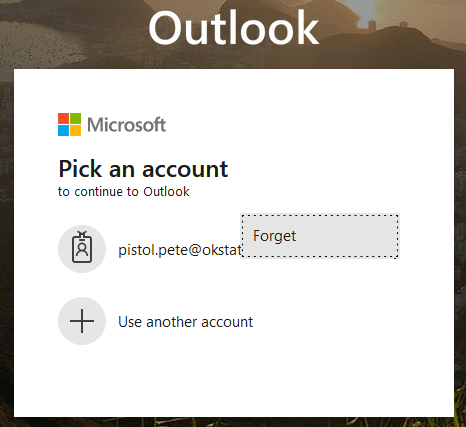 Outlook
Microsoft
Pick an account
to continue to Outlook
pistol.pete@okstat
Forget
Use another account